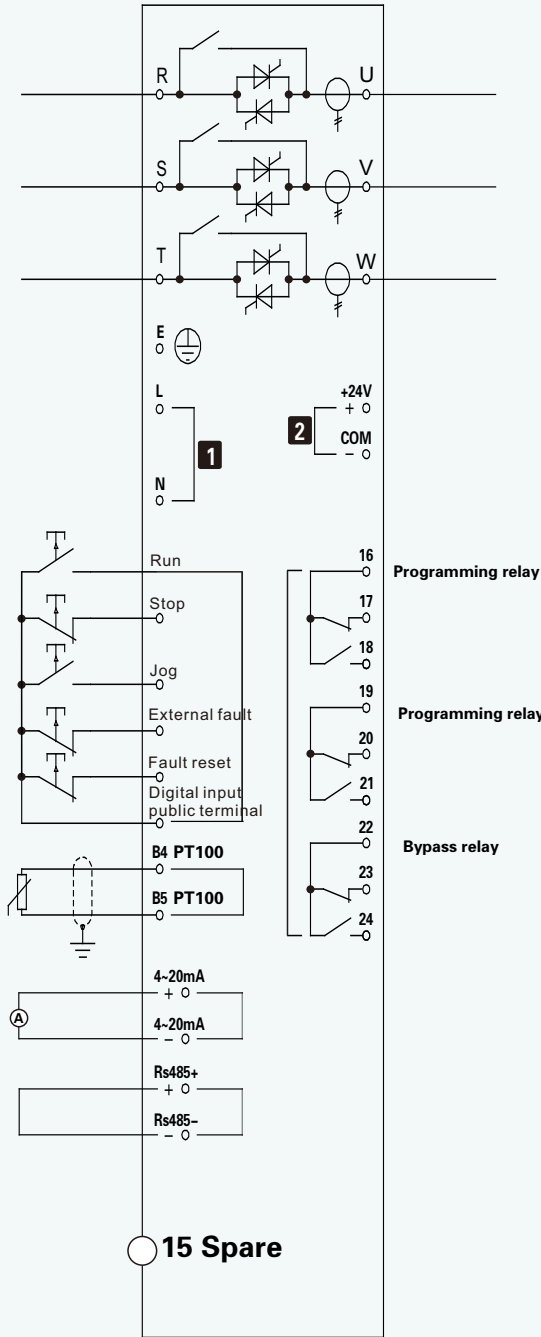 R U
S V
T W
E
L +24V
+
1 2 COM
−
N
Run 16 Programming relay
Stop 17
18
Jog 19 Programming relay
External fault 20
Fault reset 21
Digital input
public terminal 22 Bypass relay
B4 PT100 23
B5 PT100 24
4~20mA
+
A
4~20mA
−
Rs485+
+
Rs485−
−
15 Spare